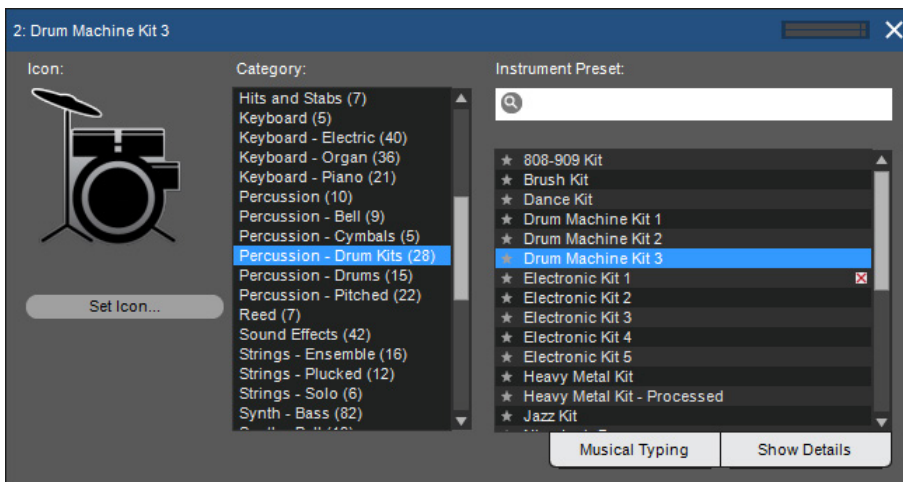 2: Drum Machine Kit 3
Icon:
Category:
Instrument Preset:
Hits and Stabs (7)
Keyboard (5)
Keyboard - Electric (40)
Keyboard - Organ (36)
Keyboard - Piano (21)
Percussion (10)
Percussion - Bell (9)
Percussion - Cymbals (5)
Percussion - Drum Kits (28)
Percussion - Drums (15)
Percussion - Pitched (22)
Reed (7)
Sound Effects (42)
Strings - Ensemble (16)
Strings - Plucked (12)
Strings - Solo (6)
Synth - Bass (82)
808-909 Kit
Brush Kit
Dance Kit
Drum Machine Kit 1
Drum Machine Kit 2
Drum Machine Kit 3
Electronic Kit 1
Electronic Kit 2
Electronic Kit 3
Electronic Kit 4
Electronic Kit 5
Heavy Metal Kit
Heavy Metal Kit - Processed
Jazz Kit
Set Icon...
Musical Typing
Show Details